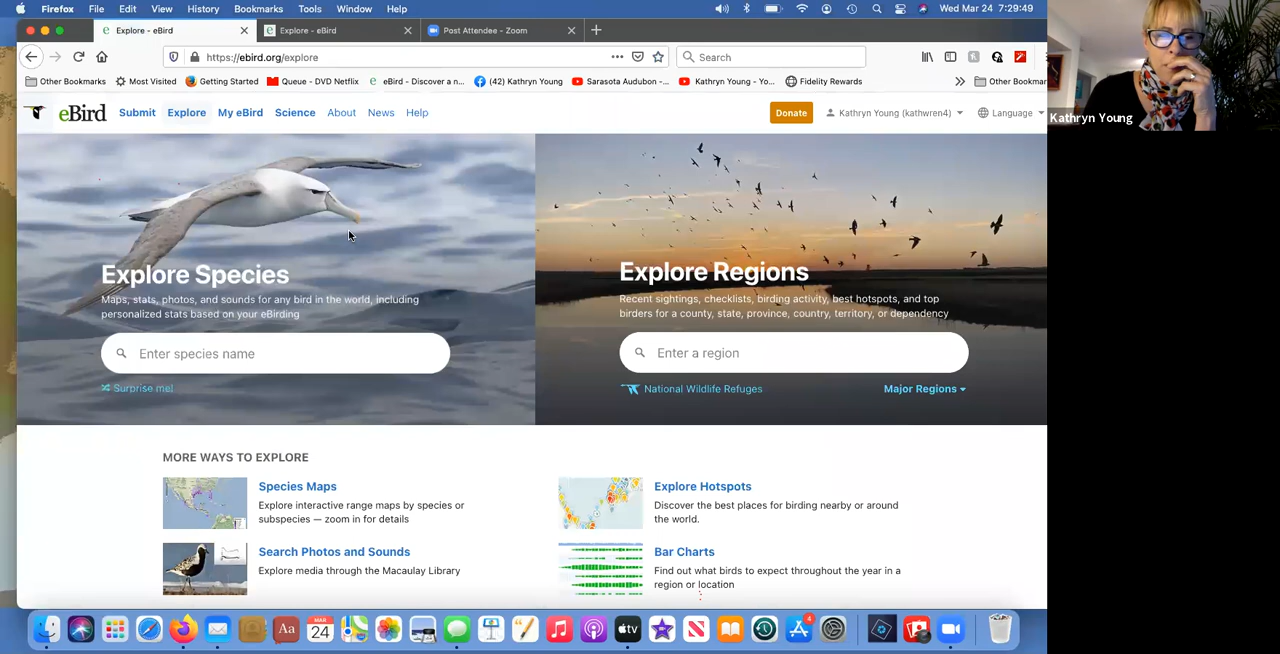 Firefox File Edit View History Bookmarks Tools Window Help Wed Mar 24 7:29:49
Explore - eBird Explore - eBird Post Attendee - Zoom
https://ebird.org/explore Search
Other Bookmarks Most Visited Getting Started Queue - DVD Netflix eBird - Discover a n... (42) Kathryn Young Sarasota Audubon -... Kathryn Young - Yo... Fidelity Rewards Other Bookmar
eBird Submit Explore My eBird Science About News Help Donate Kathryn Young (kathwren4) Language
Kathryn Young
Explore Species
Maps, stats, photos, and sounds for any bird in the world, including
personalized stats based on your eBirding
Enter species name
Surprise me!
Explore Regions
Recent sightings, checklists, birding activity, best hotspots, and top
birders for a county, state, province, country, territory, or dependency
Enter a region
National Wildlife Refuges Major Regions
MORE WAYS TO EXPLORE
Species Maps
Explore interactive range maps by species or
subspecies — zoom in for details
Explore Hotspots
Discover the best places for birding nearby or around
the world.
Search Photos and Sounds
Explore media through the Macaulay Library
Bar Charts
Find out what birds to expect throughout the year in a
region or location
Aa
MAR
24
tv
4